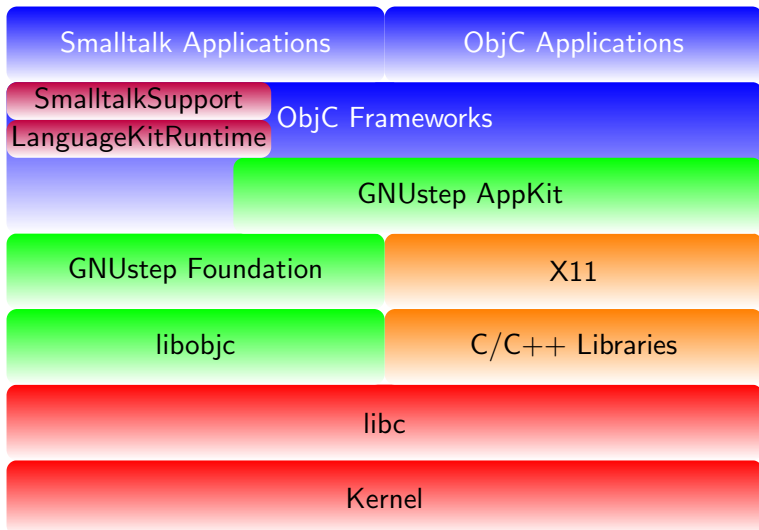 Smalltalk Applications
ObjC Applications
SmalltalkSupport
ObjC Frameworks
LanguageKitRuntime
GNUstep AppKit
GNUstep Foundation
X11
libobjc
C/C++ Libraries
libc
Kernel